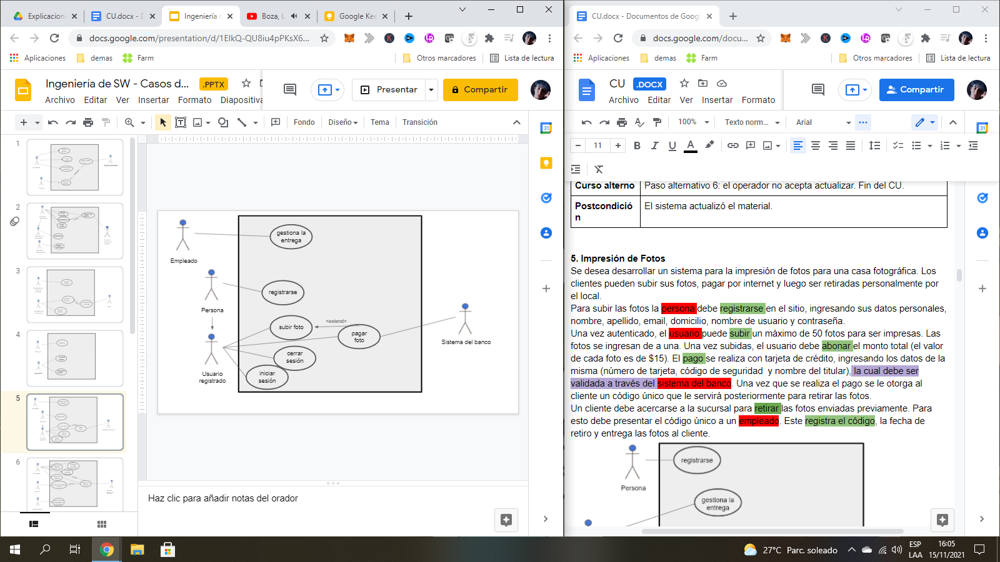 Explicacion
CU.docx - D
Ingeniería d
Boza, L
Google Kee
docs.google.com/presentation/d/1ElkQ-QU8iu4pPKsX6...
Aplicaciones
demas
Farm
Otros marcadores
Lista de lectura
Ingeniería de SW - Casos d...
.PPTX
Archivo
Editar
Ver
Insertar
Formato
Diapositiva
Presentar
Compartir
Fondo
Diseño
Tema
Transición
31
1
2
3
4
5
6
Empleado
gestiona la
entrega
Persona
registrarse
subir foto
<extend>
pagar
foto
Sistema del banco
cerrar
sesión
iniciar
sesión
Usuario
registrado
Haz clic para añadir notas del orador
CU.docx - Documentos de Goog
docs.google.com/docu...
Aplicaciones
demas
Farm
Otros marcadores
Lista de lectura
CU
.DOCX
Archivo
Editar
Ver
Insertar
Formato
Compartir
100%
Texto norm...
Arial
31
11
B
I
U
A
Curso alterno
Paso alternativo 6: el operador no acepta actualizar. Fin del CU.
Postcondició
n
El sistema actualizó el material.
5. Impresión de Fotos
Se desea desarrollar un sistema para la impresión de fotos para una casa fotográfica. Los
clientes pueden subir sus fotos, pagar por internet y luego ser retiradas personalmente por
el local.
Para subir las fotos la persona debe registrarse en el sitio, ingresando sus datos personales,
nombre, apellido, email, domicilio, nombre de usuario y contraseña.
Una vez autenticado, el usuario puede subir un máximo de 50 fotos para ser impresas. Las
fotos se ingresan de a una. Una vez subidas, el usuario debe abonar el monto total (el valor
de cada foto es de $15). El pago se realiza con tarjeta de crédito, ingresando los datos de la
misma (número de tarjeta, código de seguridad  y nombre del titular), la cual debe ser
validada a través del sistema del banco. Una vez que se realiza el pago se le otorga al
cliente un código único que le servirá posteriormente para retirar las fotos.
Un cliente debe acercarse a la sucursal para retirar las fotos enviadas previamente. Para
esto debe presentar el código único a un empleado. Este registra el código, la fecha de
retiro y entrega las fotos al cliente.
registrarse
Persona
gestiona la
entrega
27°C  Parc. soleado
ESP
LAA
16:05
15/11/2021